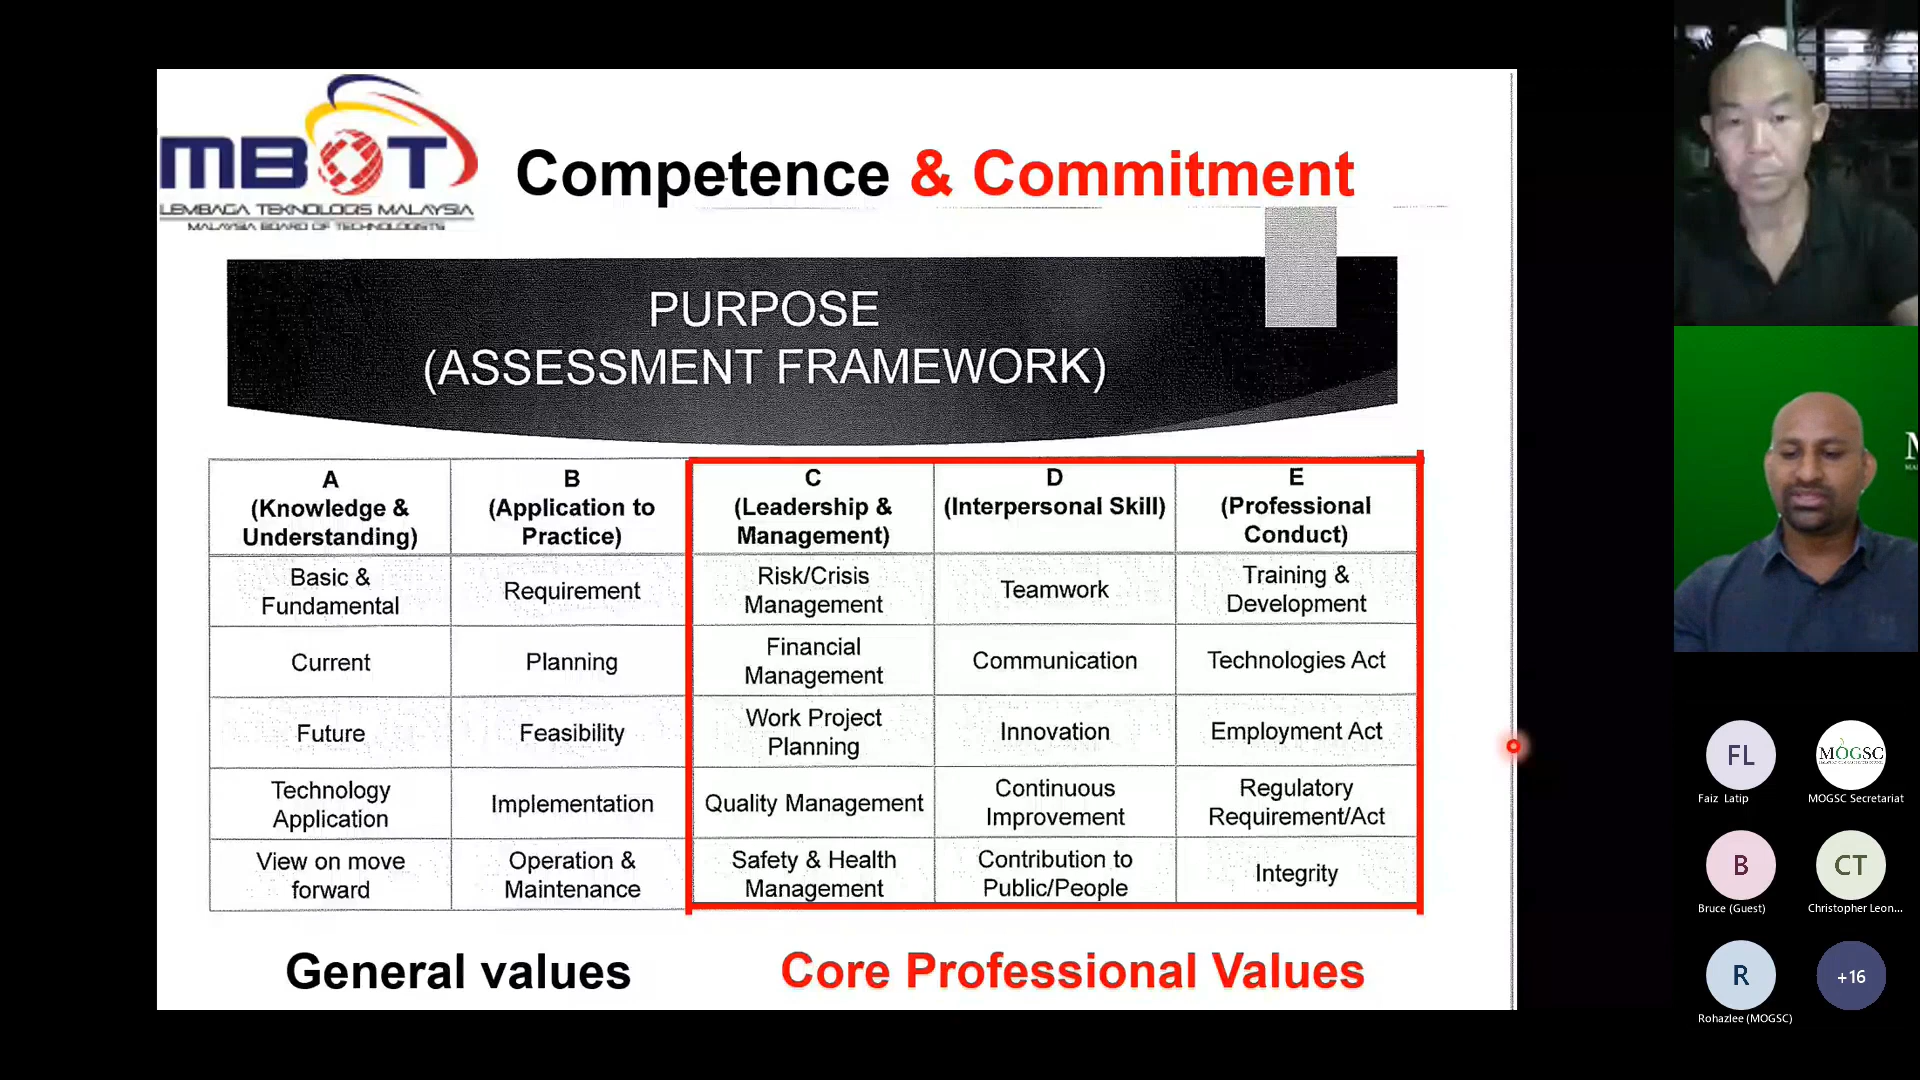 MBOT
LEMBAGA TEKNOLOGIS MALAYSIA
MALAYSIA BOARD OF TECHNOLOGISTS
Competence & Commitment
PURPOSE
(ASSESSMENT FRAMEWORK)
A
(Knowledge &
Understanding)
B
(Application to
Practice)
C
(Leadership &
Management)
D
(Interpersonal Skill)
E
(Professional
Conduct)
Basic &
Fundamental
Requirement
Risk/Crisis
Management
Teamwork
Training &
Development
Current
Planning
Financial
Management
Communication
Technologies Act
Future
Feasibility
Work Project
Planning
Innovation
Employment Act
Technology
Application
Implementation
Quality Management
Continuous
Improvement
Regulatory
Requirement/Act
View on move
forward
Operation &
Maintenance
Safety & Health
Management
Contribution to
Public/People
Integrity
General values
Core Professional Values
FL
Faiz Latip
MOGSC
MOGSC Secretariat
B
Bruce (Guest)
CT
Christopher Leon...
R
Rohazlee (MOGSC)
+16